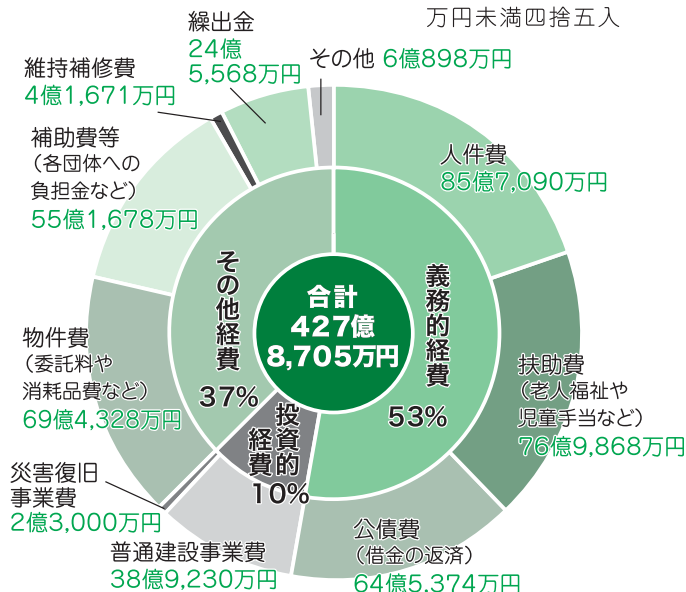 万円未満四捨五入
繰出金
24億
5,568万円
その他 6億898万円
維持補修費
4億1,671万円
補助費等
（各団体への
負担金など）
55億1,678万円
人件費
85億7,090万円
その他経費
37%
合計
427億
8,705万円
義務的経費
53%
物件費
（委託料や
消耗品費など）
69億4,328万円
扶助費
（老人福祉や
児童手当など）
76億9,868万円
投資的
経費
10%
災害復旧
事業費
2億3,000万円
普通建設事業費
38億9,230万円
公債費
（借金の返済）
64億5,374万円